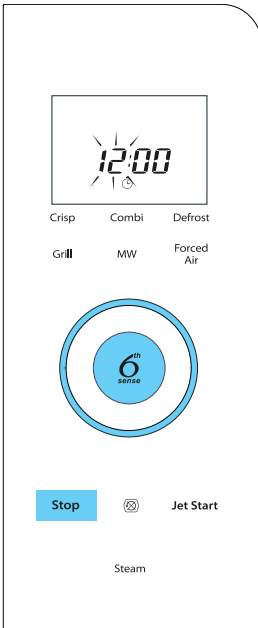 12:00
Crisp Combi Defrost
Grill MW Forced
Air
6th
sense
Stop Jet Start
Steam